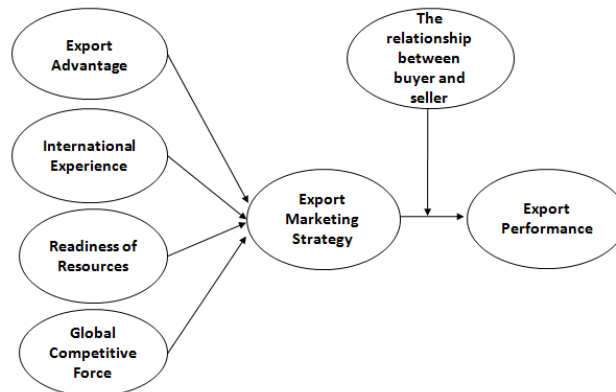 Export
Advantage
International
Experience
Readiness of
Resources
Global
Competitive
Force
Export
Marketing
Strategy
The
relationship
between
buyer and
seller
Export
Performance